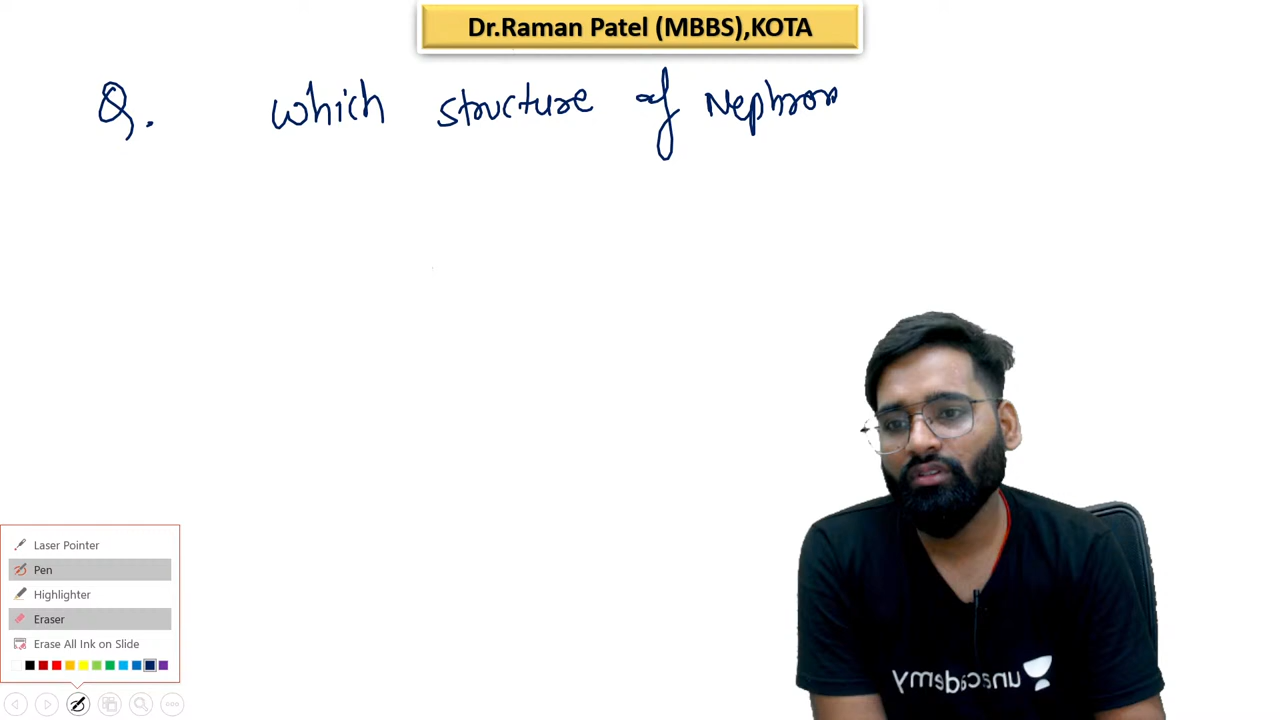 Dr.Raman Patel (MBBS),KOTA
Q. which structure of Nephron
Laser Pointer
Pen
Highlighter
Eraser
Erase All Ink on Slide
unacademy